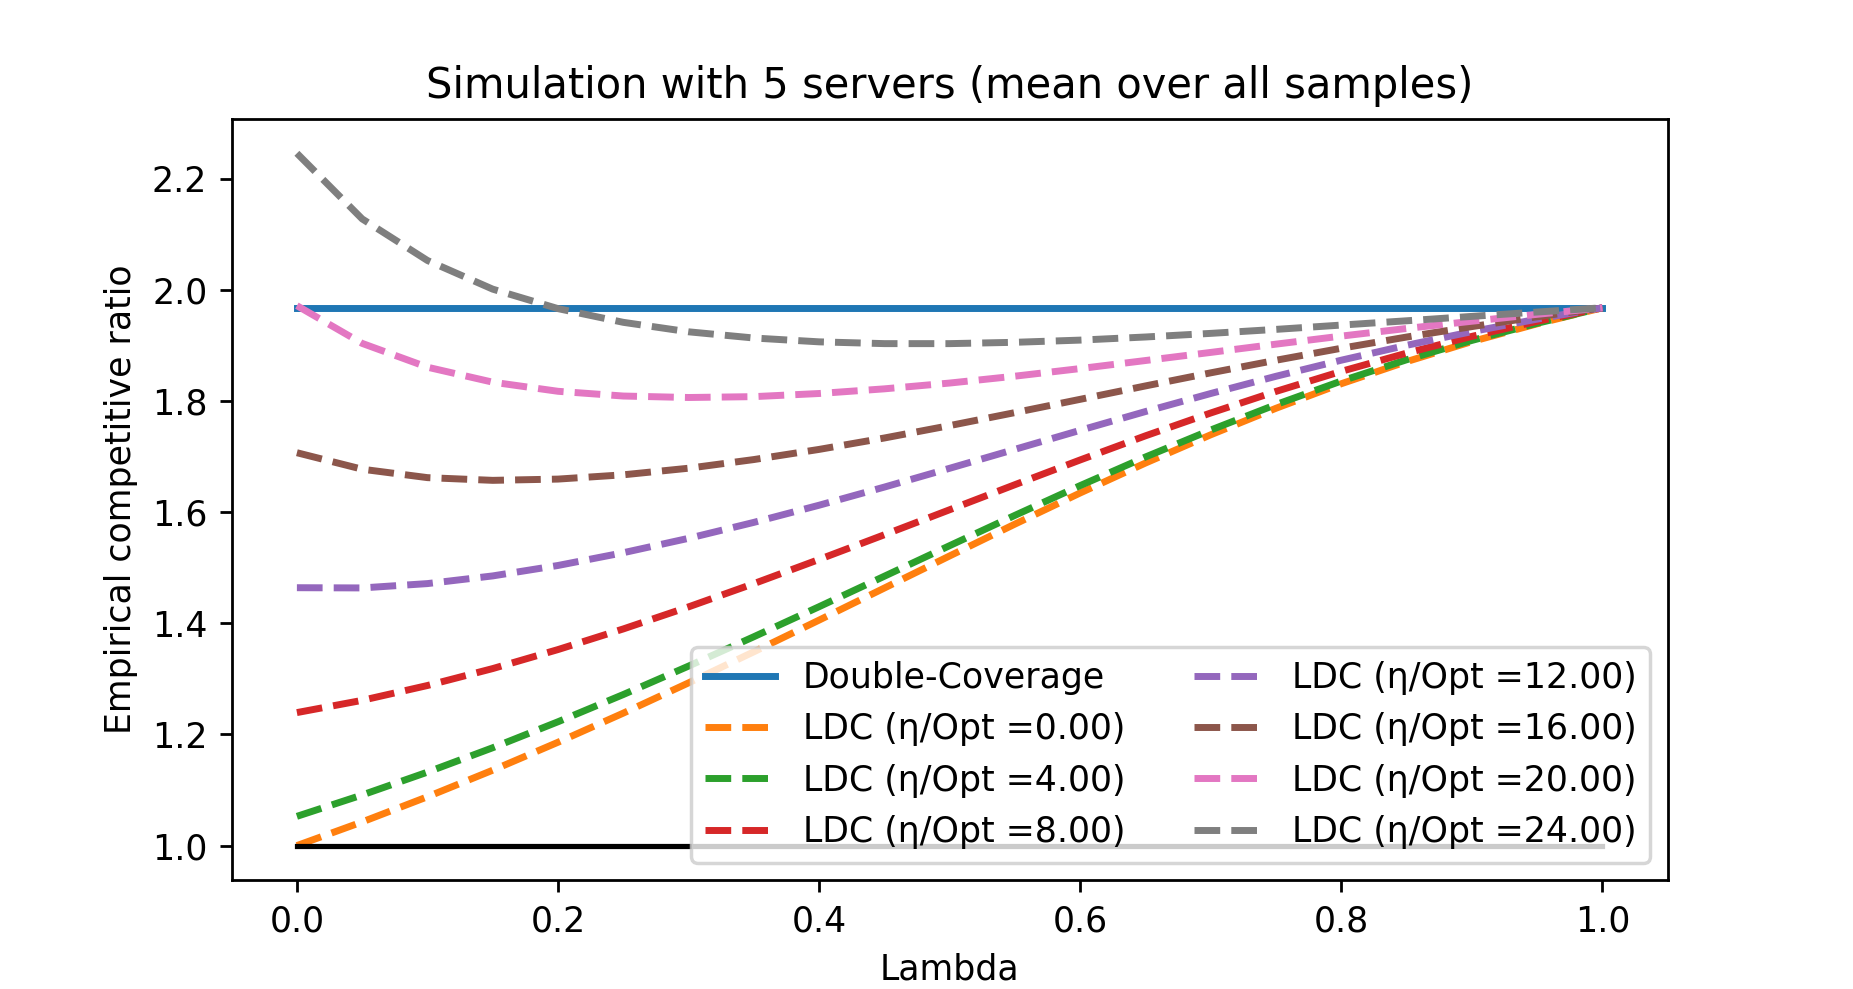 Simulation with 5 servers (mean over all samples)
Empirical competitive ratio
2.2
2.0
1.8
1.6
1.4
1.2
1.0
Double-Coverage
LDC (η/Opt =0.00)
LDC (η/Opt =4.00)
LDC (η/Opt =8.00)
LDC (η/Opt =12.00)
LDC (η/Opt =16.00)
LDC (η/Opt =20.00)
LDC (η/Opt =24.00)
0.0 0.2 0.4 0.6 0.8 1.0
Lambda